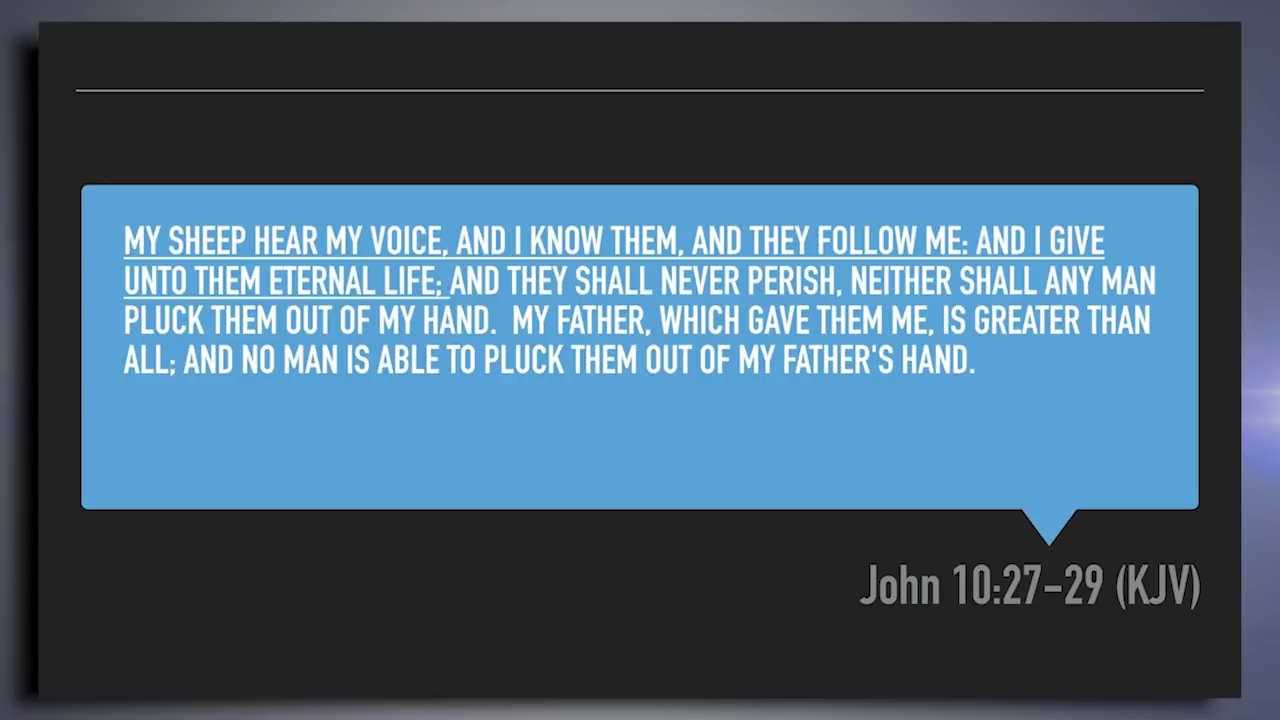 MY SHEEP HEAR MY VOICE, AND I KNOW THEM, AND THEY FOLLOW ME: AND I GIVE
UNTO THEM ETERNAL LIFE; AND THEY SHALL NEVER PERISH, NEITHER SHALL ANY MAN
PLUCK THEM OUT OF MY HAND.  MY FATHER, WHICH GAVE THEM ME, IS GREATER THAN
ALL; AND NO MAN IS ABLE TO PLUCK THEM OUT OF MY FATHER'S HAND.
John 10:27–29 (KJV)